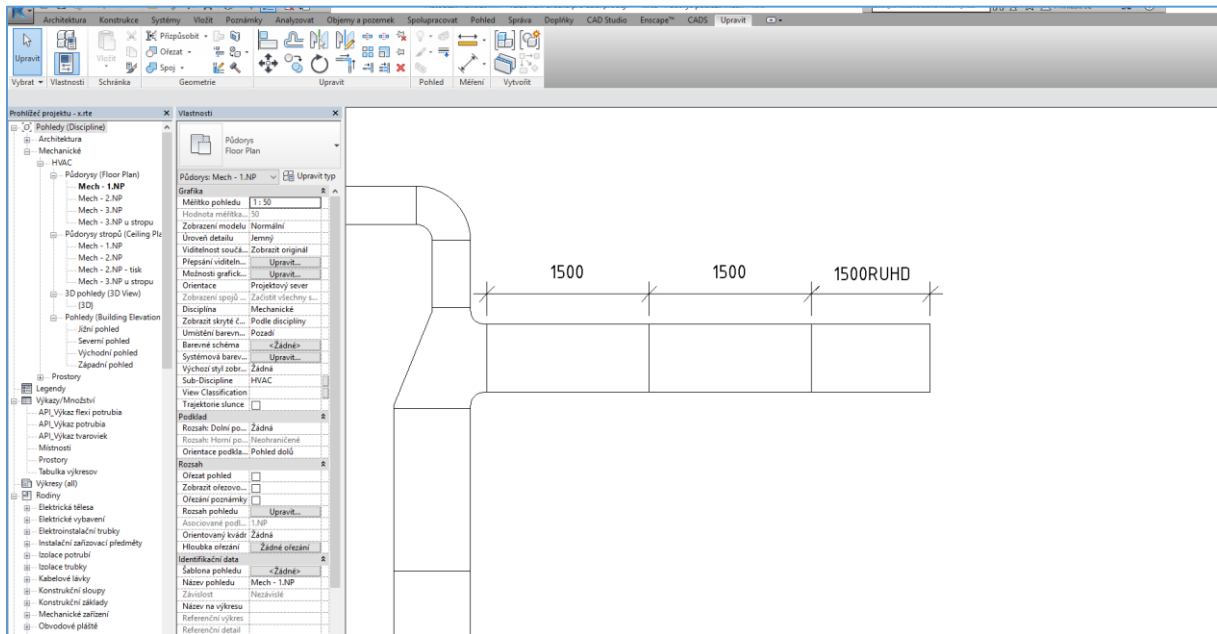 Architektura Konstrukce Systémy Vložit Poznámky Analyzovat Objemy a pozemek Spolupracovat Pohled Správa Doplňky CAD Studio Enscape™ CADS Upravit
Přizpůsobit
Ořezat
Spoj
Upravit
Vložit
Vybrat Vlastnosti Schránka Geometrie Upravit Pohled Měření Vytvořit
Prohlížeč projektu - x.rte
Pohledy (Discipline)
Architektura
Mechanické
HVAC
Půdorysy (Floor Plan)
Mech - 1.NP
Mech - 2.NP
Mech - 3.NP
Mech - 3.NP u stropu
Půdorysy stropů (Ceiling Pla
Mech - 1.NP
Mech - 2.NP
Mech - 2.NP - tisk
Mech - 3.NP u stropu
3D pohledy (3D View)
{3D}
Pohledy (Building Elevation
Jižní pohled
Severní pohled
Východní pohled
Západní pohled
Prostory
Legendy
Výkazy/Množství
API_Výkaz flexi potrubia
API_Výkaz potrubia
API_Výkaz tvaroviek
Místnosti
Prostory
Tabulka výkresov
Výkresy (all)
Rodiny
Elektrická tělesa
Elektrické vybavení
Elektroinstalační trubky
Instalační zařizovací předměty
Izolace potrubí
Izolace trubky
Kabelové lávky
Konstrukční sloupy
Konstrukční základy
Mechanické zařízení
Obvodové pláště
Vlastnosti
Půdorys
Floor Plan
Půdorys: Mech - 1.NP Upravit typ
Grafika
Měřítko pohledu 1 : 50
Hodnota měřítka... 50
Zobrazení modelu Normální
Úroveň detailu Jemný
Viditelnost součá... Zobrazit originál
Přepsání viditeln... Upravit...
Možnosti grafick... Upravit...
Orientace Projektový sever
Zobrazení spojů ... Začistit všechny s...
Disciplína Mechanické
Zobrazit skryté č... Podle disciplíny
Umístění barevn... Pozadí
Barevné schéma <Žádné>
Systémová barev... Upravit...
Výchozí styl zobr... Žádná
Sub-Discipline HVAC
View Classification
Trajektorie slunce
Podklad
Rozsah: Dolní po... Žádná
Rozsah: Horní po... Neohraničené
Orientace podkla... Pohled dolů
Rozsah
Ořezat pohled
Zobrazit ořezovo...
Ořezání poznámky
Rozsah pohledu Upravit...
Asociované podl... 1.NP
Orientovaný kvádr Žádná
Hloubka ořezání Žádné ořezání
Identifikační data
Šablona pohledu <Žádné>
Název pohledu Mech - 1.NP
Závislost Nezávislé
Název na výkresu
Referenční výkres
Referenční detail
1500 1500 1500RUHD